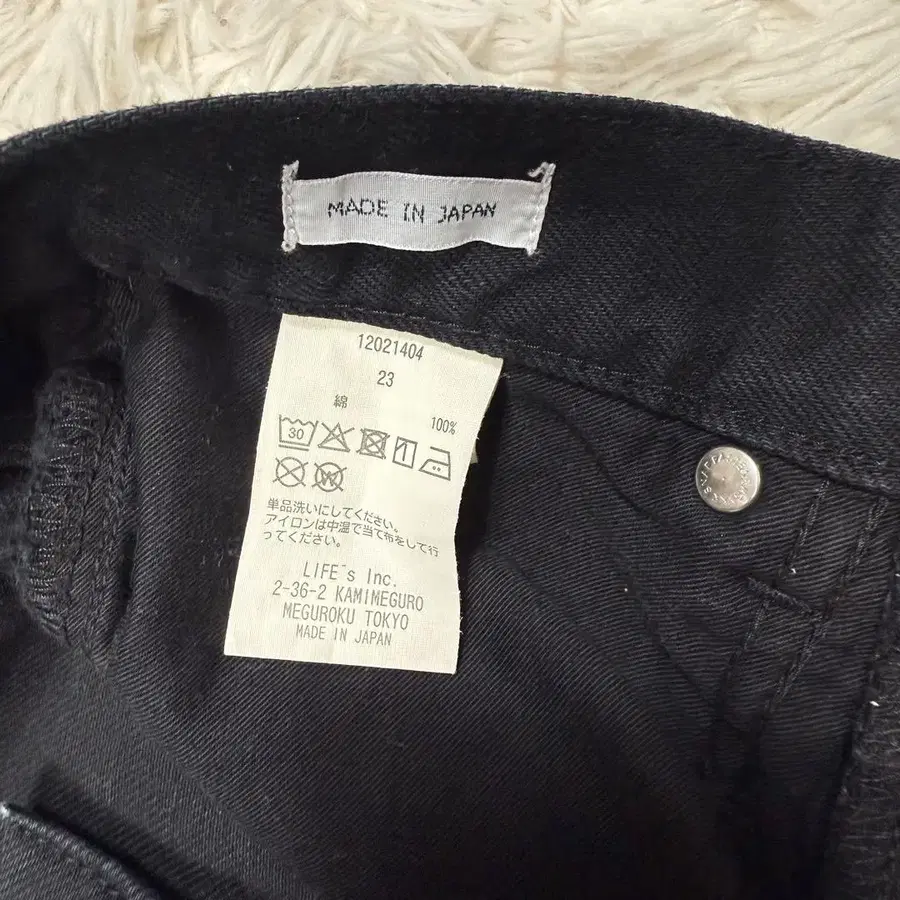 MADE IN JAPAN
12021404
23
綿 100%
30
単品洗いにしてください。
アイロンは中温で当て布をして行
ってください。
LIFE's Inc.
2-36-2 KAMIMEGURO
MEGUROKU TOKYO
MADE IN JAPAN